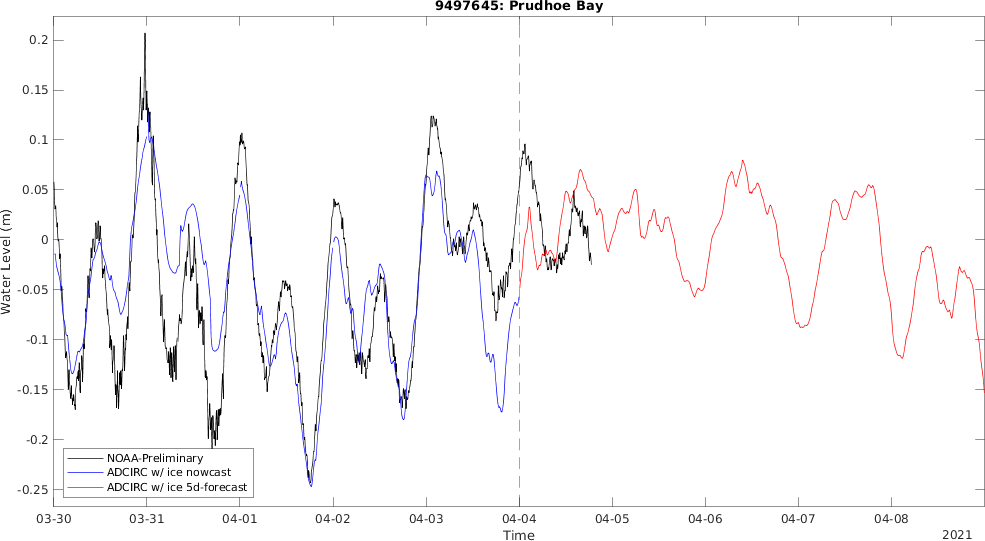 9497645: Prudhoe Bay
Water Level (m)
0.2
0.15
0.1
0.05
0
-0.05
-0.1
-0.15
-0.2
-0.25
NOAA-Preliminary
ADCIRC w/ ice nowcast
ADCIRC w/ ice 5d-forecast
03-30 03-31 04-01 04-02 04-03 04-04 04-05 04-06 04-07 04-08
Time
2021